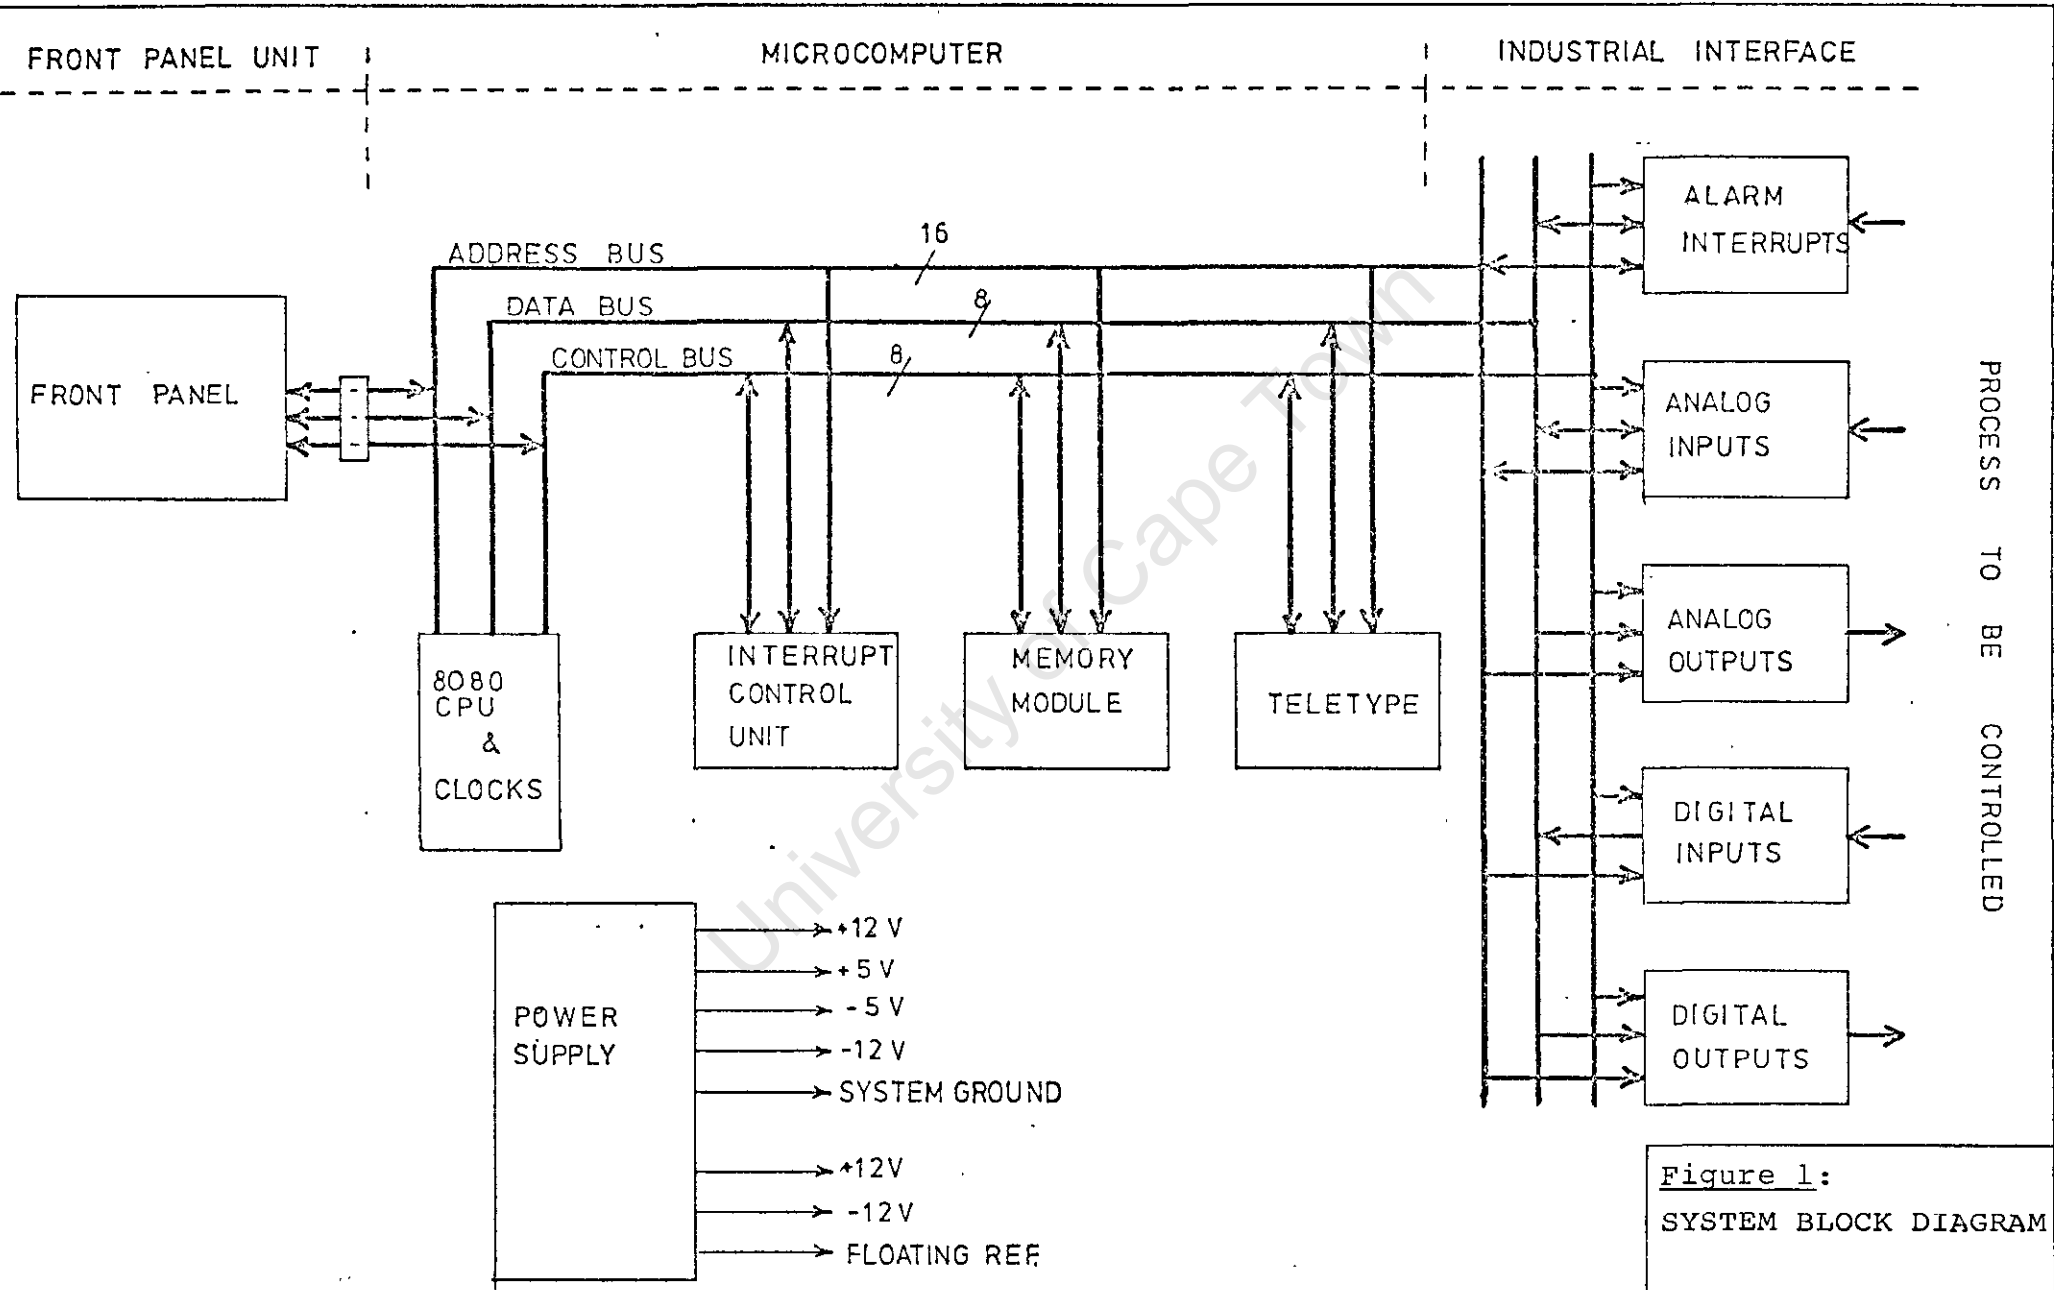 FRONT PANEL UNIT
MICROCOMPUTER
INDUSTRIAL INTERFACE
ALARM
INTERRUPTS
16
ADDRESS BUS
8
DATA BUS
8
CONTROL BUS
FRONT PANEL
ANALOG
INPUTS
PROCESS TO BE CONTROLLED
ANALOG
OUTPUTS
8080
CPU
&
CLOCKS
INTERRUPT
CONTROL
UNIT
MEMORY
MODULE
TELETYPE
DIGITAL
INPUTS
POWER
SUPPLY
+12 V
+5 V
-5 V
-12 V
SYSTEM GROUND
+12V
-12V
FLOATING REF.
DIGITAL
OUTPUTS
Figure 1:
SYSTEM BLOCK DIAGRAM
University of Cape Town